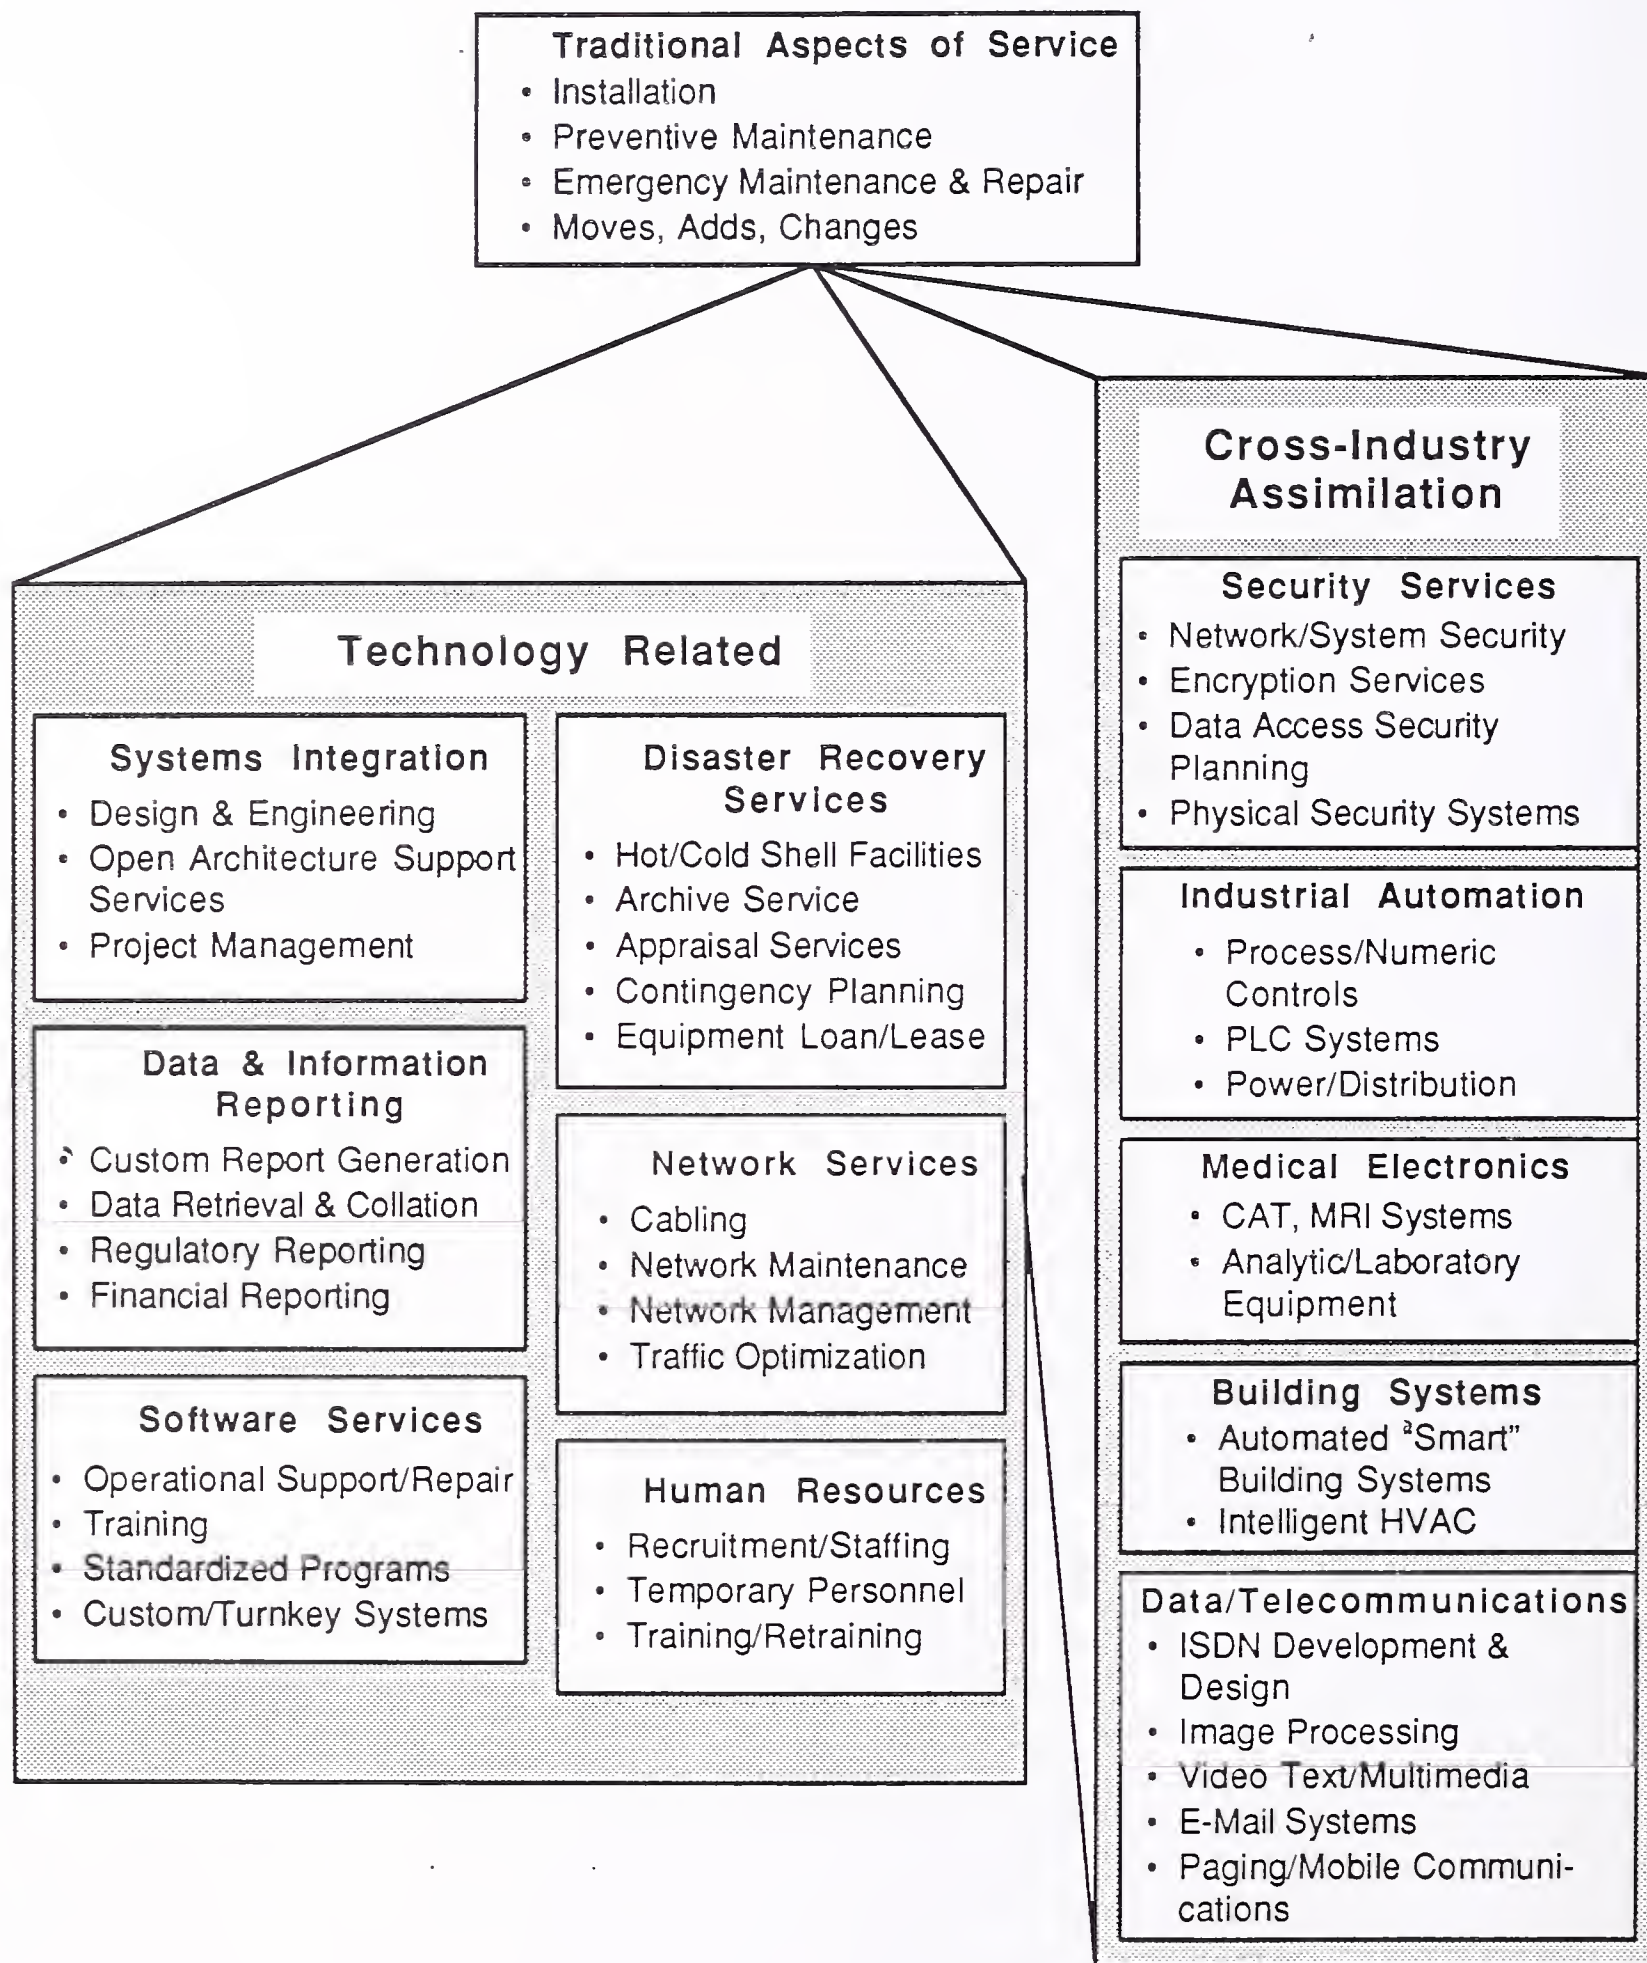 Traditional Aspects of Service
• Installation
• Preventive Maintenance
• Emergency Maintenance & Repair
• Moves, Adds, Changes
Technology Related
Systems Integration
• Design & Engineering
• Open Architecture Support
Services
• Project Management
Data & Information
Reporting
• Custom Report Generation
• Data Retrieval & Collation
• Regulatory Reporting
• Financial Reporting
Software Services
• Operational Support/Repair
• Training
• Standardized Programs
• Custom/Turnkey Systems
Disaster Recovery
Services
• Hot/Cold Shell Facilities
• Archive Service
• Appraisal Services
• Contingency Planning
• Equipment Loan/Lease
Network Services
• Cabling
• Network Maintenance
• Network Management
• Traffic Optimization
Human Resources
• Recruitment/Staffing
• Temporary Personnel
• Training/Retraining
Cross-Industry
Assimilation
Security Services
• Network/System Security
• Encryption Services
• Data Access Security
Planning
• Physical Security Systems
Industrial Automation
• Process/Numeric
Controls
• PLC Systems
• Power/Distribution
Medical Electronics
• CAT, MRI Systems
• Analytic/Laboratory
Equipment
Building Systems
• Automated “Smart”
Building Systems
• Intelligent HVAC
Data/Telecommunications
• ISDN Development &
Design
• Image Processing
• Video Text/Multimedia
• E-Mail Systems
• Paging/Mobile Communi-
cations